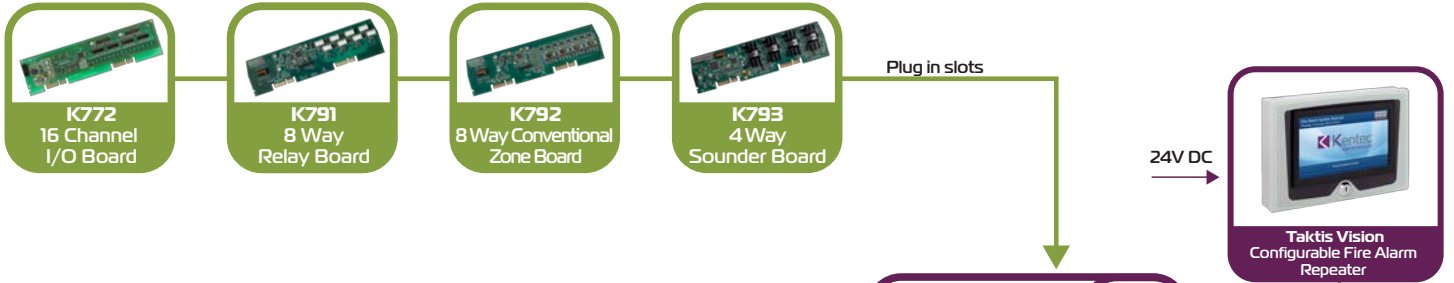 K772
16 Channel
I/O Board
K791
8 Way
Relay Board
K792
8 Way Conventional
Zone Board
K793
4 Way
Sounder Board
Plug in slots
24V DC
Kentec
Taktis Vision
Configurable Fire Alarm
Repeater